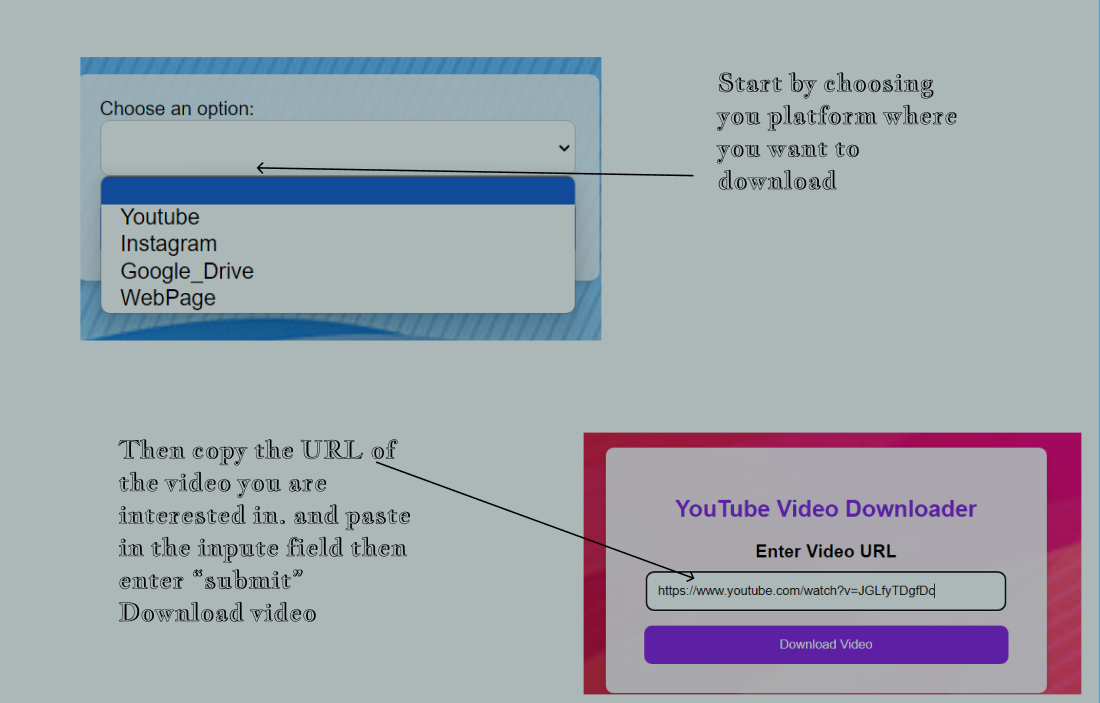 Choose an option:
Youtube
Instagram
Google_Drive
WebPage
Start by choosing
you platform where
you want to
download
Then copy the URL of
the video you are
interested in. and paste
in the inpute field then
enter “submit”
Download video
YouTube Video Downloader
Enter Video URL
https://www.youtube.com/watch?v=JGLfyTDgfDc
Download Video